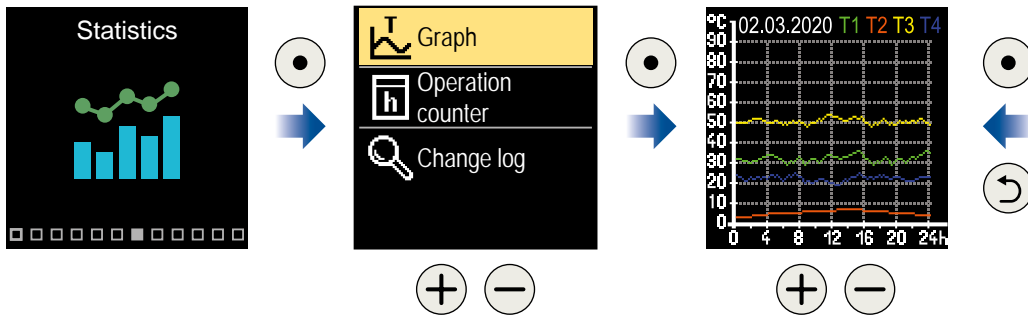 Statistics
T
Graph
h
Operation
counter
Change log
°C 02.03.2020 T1 T2 T3 T4
90
80
70
60
50
40
30
20
10
0
0 4 8 12 16 20 24h